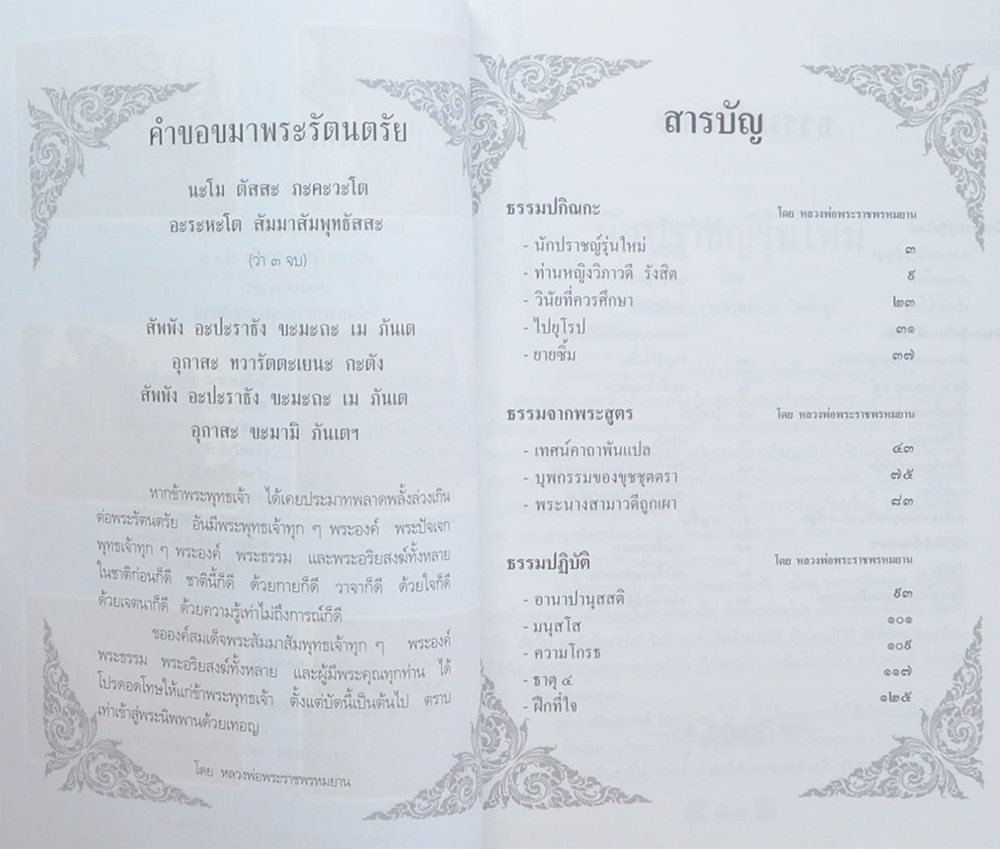 คำขอขมาพระรัตนตรัย
นะโม ตัสสะ ภะคะวะโต
อะระหะโต สัมมาสัมพุทธัสสะ
(ว่า ๓ จบ)
สัพพัง อะปะราธัง ขะมะถะ เม ภันเต
อุกาสะ ทวารัตตะเยนะ กะตัง
สัพพัง อะปะราธัง ขะมะถะ เม ภันเต
อุกาสะ ขะมามิ ภันเตฯ
หากข้าพระพุทธเจ้า ได้เคยประมาทพลาดพลั้งล่วงเกิน
ต่อพระรัตนตรัย อันมีพระพุทธเจ้าทุก ๆ พระองค์ พระปัจเจก
พุทธเจ้าทุก ๆ พระองค์ พระธรรม และพระอริยสงฆ์ทั้งหลาย
ในชาติก่อนก็ดี ชาตินี้ก็ดี ด้วยกายก็ดี วาจาก็ดี ด้วยใจก็ดี
ด้วยเจตนาก็ดี ด้วยความรู้เท่าไม่ถึงการณ์ก็ดี
ขอองค์สมเด็จพระสัมมาสัมพุทธเจ้าทุก ๆ พระองค์
พระธรรม พระอริยสงฆ์ทั้งหลาย และผู้มีพระคุณทุกท่าน ได้
โปรดอดโทษให้แก่ข้าพระพุทธเจ้า ตั้งแต่บัดนี้เป็นต้นไป ตราบ
เท่าเข้าสู่พระนิพพานด้วยเทอญ
โดย หลวงพ่อพระราชพรหมยาน
สารบัญ
ธรรมปกิณกะ โดย หลวงพ่อพระราชพรหมยาน
- นักปราชญ์รุ่นใหม่ ๓
- ท่านหญิงวิภาวดี รังสิต ๙
- วินัยที่ควรศึกษา ๒๓
- ไปยุโรป ๓๑
- ยายซิ้ม ๓๗
ธรรมจากพระสูตร โดย หลวงพ่อพระราชพรหมยาน
- เทศน์คาถาพันแปล ๔๓
- บุพกรรมของขุชชุตตรา ๗๕
- พระนางสามาวดีถูกเผา ๘๓
ธรรมปฏิบัติ โดย หลวงพ่อพระราชพรหมยาน
- อานาปานุสสติ ๙๓
- มนุสโส ๑๐๑
- ความโกรธ ๑๐๙
- ธาตุ ๔ ๑๑๗
- ฝึกที่ใจ ๑๒๕